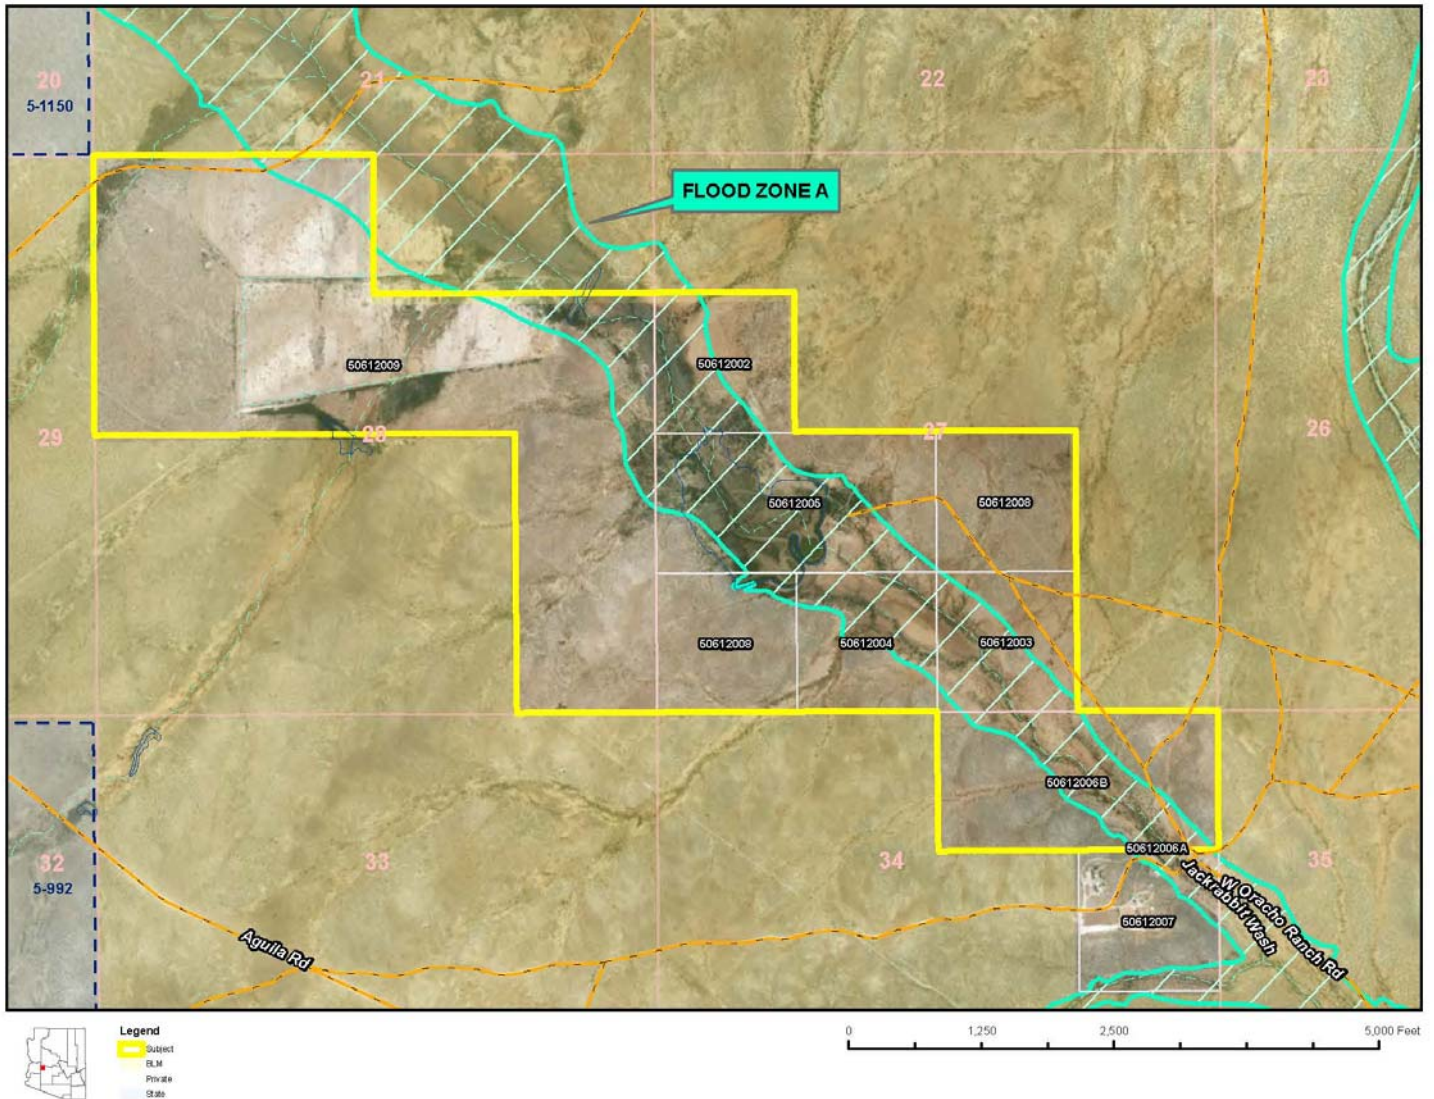 20
5-1150
21
22
23
FLOOD ZONE A
50612009
50612002
29
28
27
26
50612005
50612008
50612008
50612004
50612003
50612006B
32
5-992
33
34
50612006A
35
50612007
Aguila Rd
Jackrabbit Wash
W Oracho Ranch Rd
Legend
Subject
BLM
Private
State
0 1,250 2,500 5,000 Feet